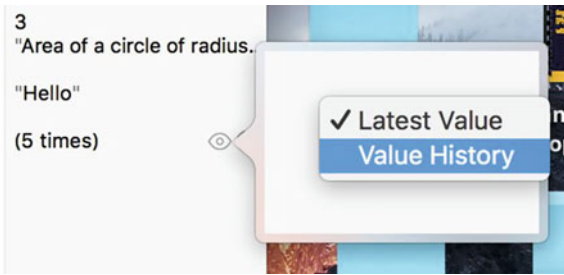 3
"Area of a circle of radius...
"Hello"
(5 times)
✓ Latest Value
Value History